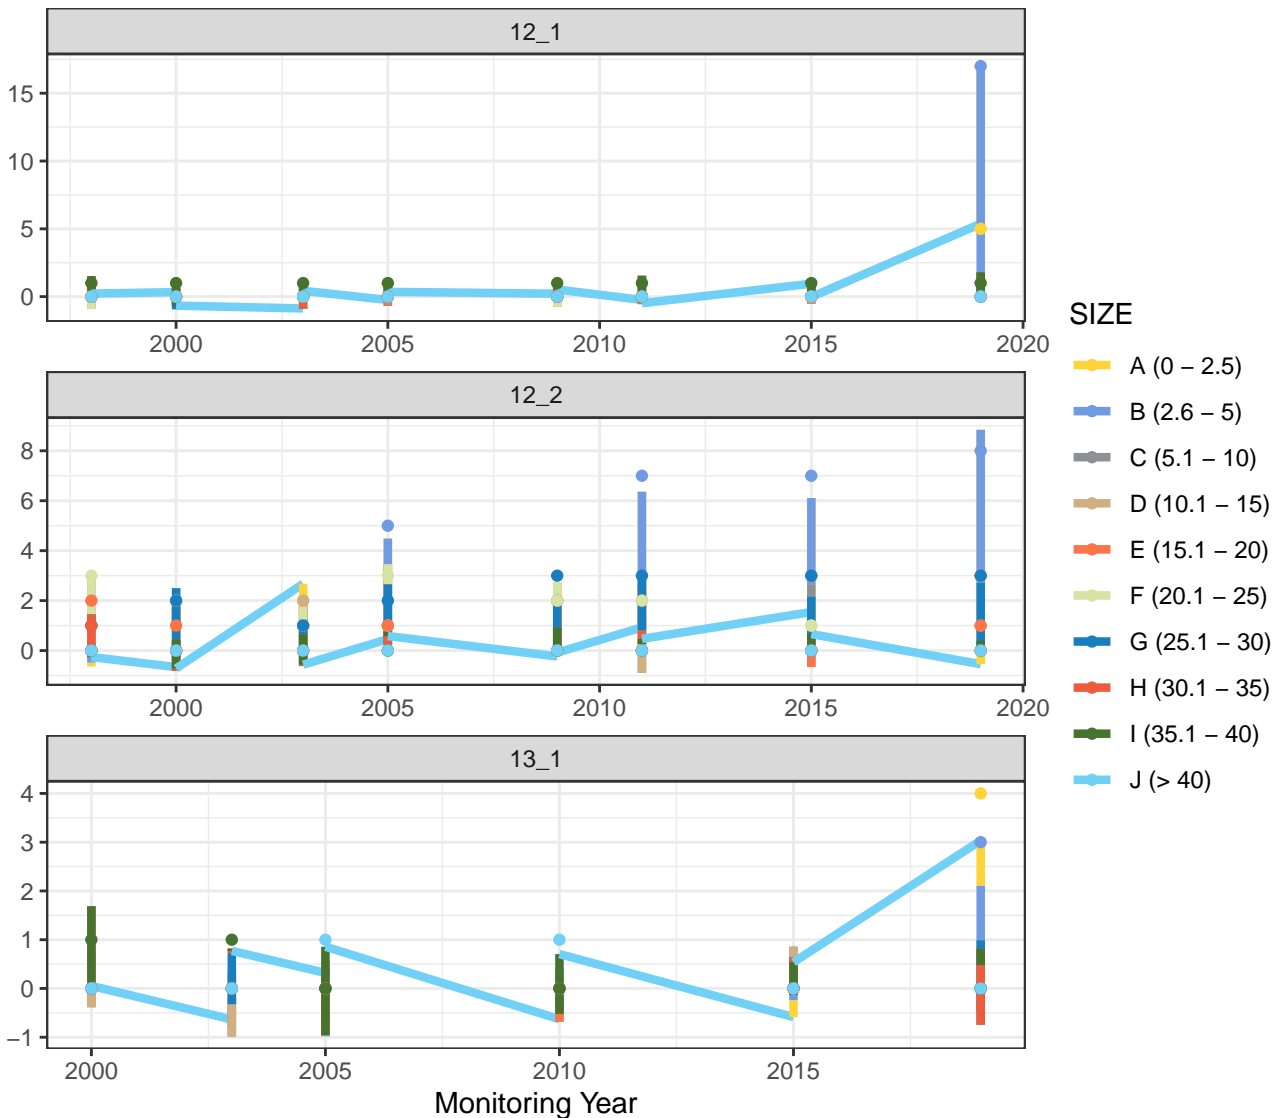 12_1
15
10
5
0
2000 2005 2010 2015 2020
12_2
8
6
4
2
0
2000 2005 2010 2015 2020
13_1
4
3
2
1
0
−1
2000 2005 2010 2015
Monitoring Year
SIZE
A (0 − 2.5)
B (2.6 − 5)
C (5.1 − 10)
D (10.1 − 15)
E (15.1 − 20)
F (20.1 − 25)
G (25.1 − 30)
H (30.1 − 35)
I (35.1 − 40)
J (> 40)